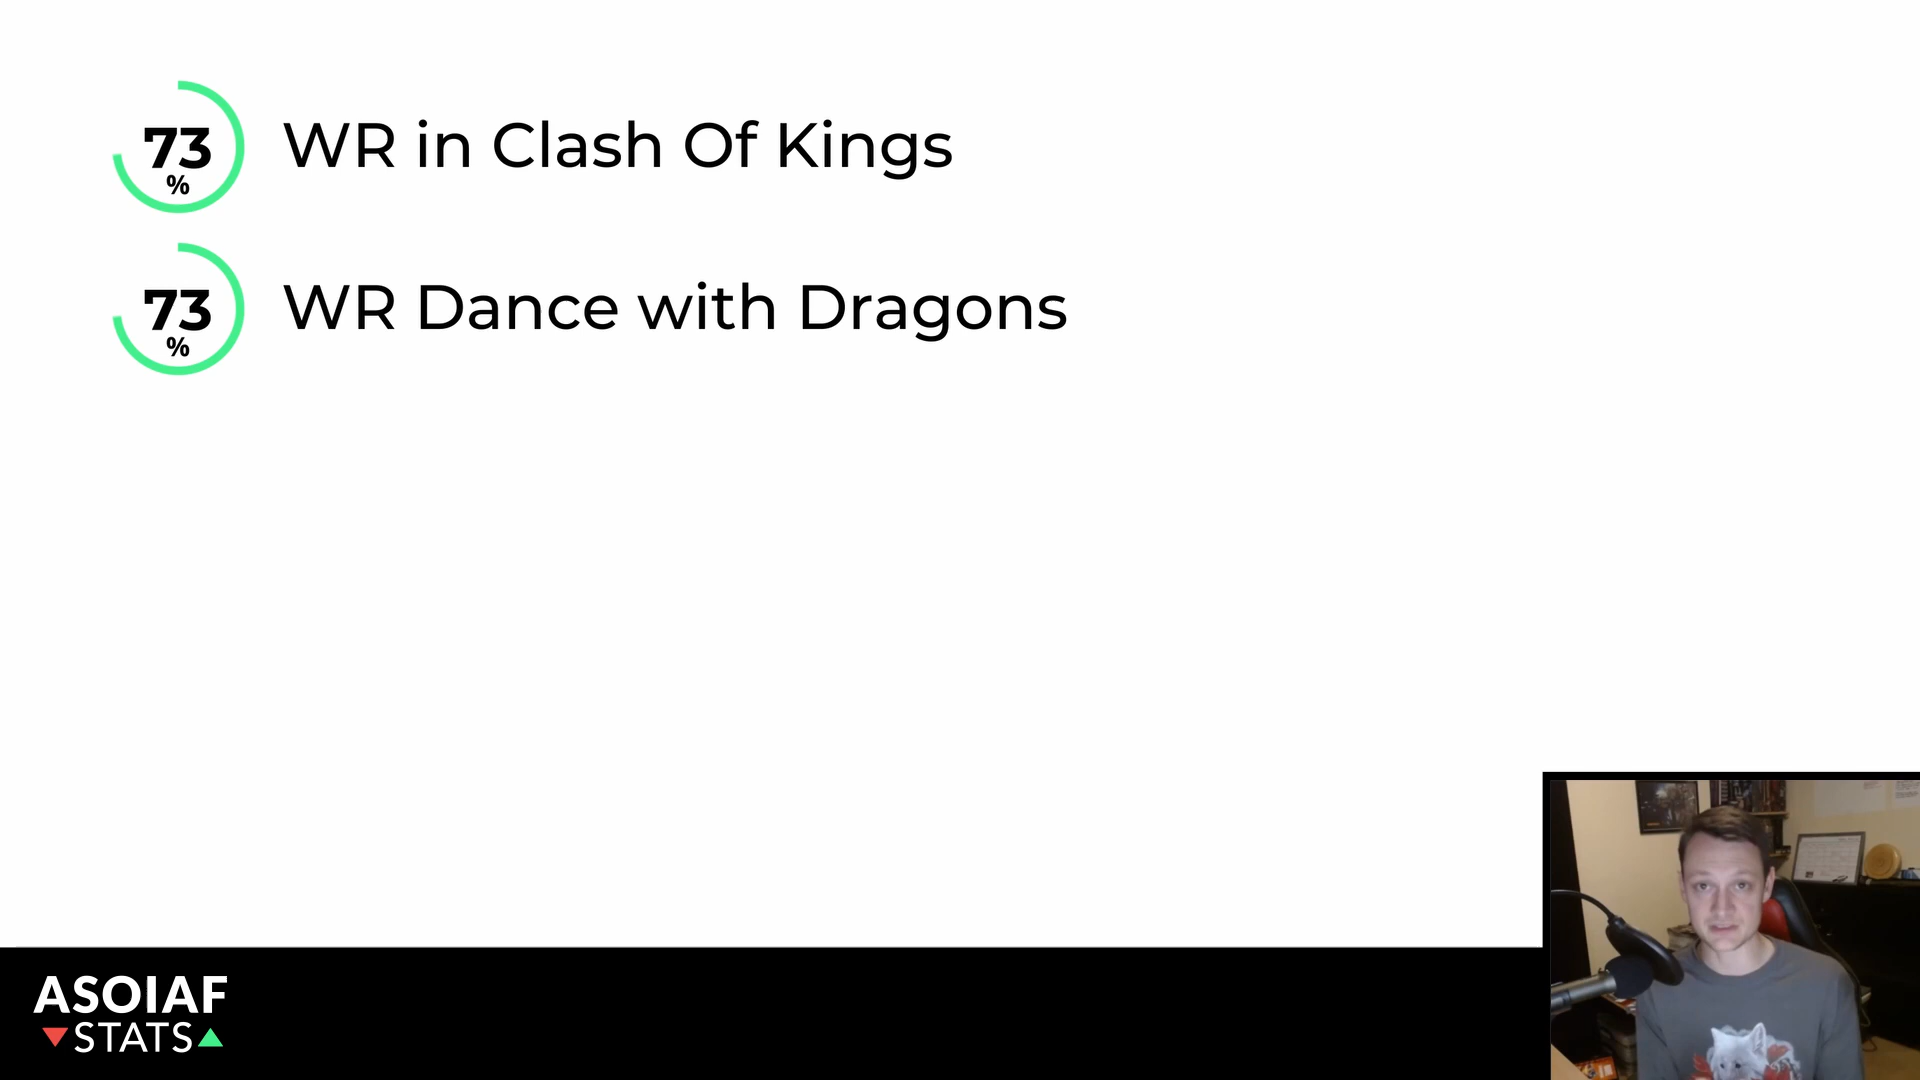 73
%
WR in Clash Of Kings
73
%
WR Dance with Dragons
ASOIAF
STATS